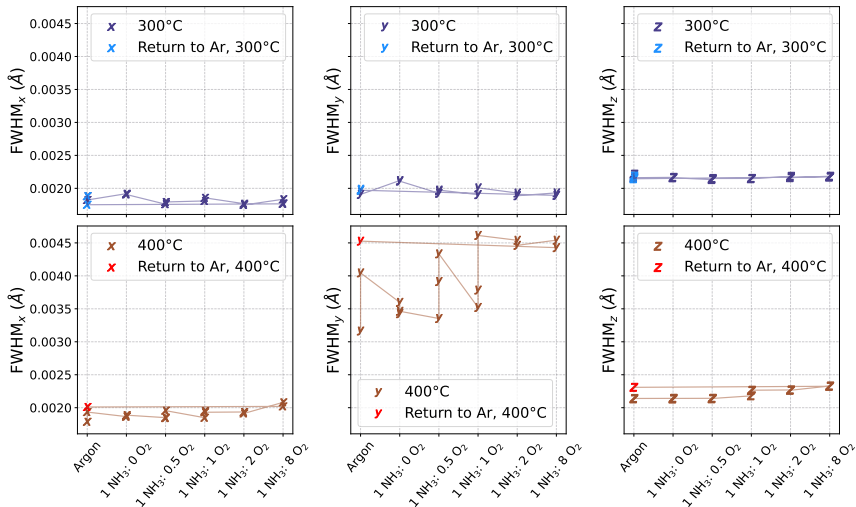 0.0045
0.0040
0.0035
0.0030
0.0025
0.0020
FWHMₓ (Å)
x 300°C
x Return to Ar, 300°C
FWHMᵧ (Å)
y 300°C
y Return to Ar, 300°C
FWHM_z (Å)
z 300°C
z Return to Ar, 300°C
0.0045
0.0040
0.0035
0.0030
0.0025
0.0020
FWHMₓ (Å)
x 400°C
x Return to Ar, 400°C
FWHMᵧ (Å)
y 400°C
y Return to Ar, 400°C
FWHM_z (Å)
z 400°C
z Return to Ar, 400°C
Argon
1 NH₃: 0 O₂
1 NH₃: 0.5 O₂
1 NH₃: 1 O₂
1 NH₃: 2 O₂
1 NH₃: 8 O₂
Argon
1 NH₃: 0 O₂
1 NH₃: 0.5 O₂
1 NH₃: 1 O₂
1 NH₃: 2 O₂
1 NH₃: 8 O₂
Argon
1 NH₃: 0 O₂
1 NH₃: 0.5 O₂
1 NH₃: 1 O₂
1 NH₃: 2 O₂
1 NH₃: 8 O₂